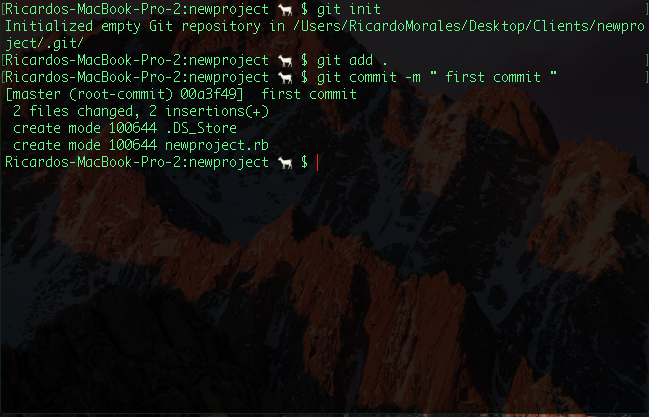 [Ricardos-MacBook-Pro-2:newproject 🐐 $ git init ]
Initialized empty Git repository in /Users/RicardoMorales/Desktop/Clients/newpro
ject/.git/
[Ricardos-MacBook-Pro-2:newproject 🐐 $ git add . ]
[Ricardos-MacBook-Pro-2:newproject 🐐 $ git commit -m " first commit " ]
[master (root-commit) 00a3f49]  first commit
 2 files changed, 2 insertions(+)
 create mode 100644 .DS_Store
 create mode 100644 newproject.rb
Ricardos-MacBook-Pro-2:newproject 🐐 $